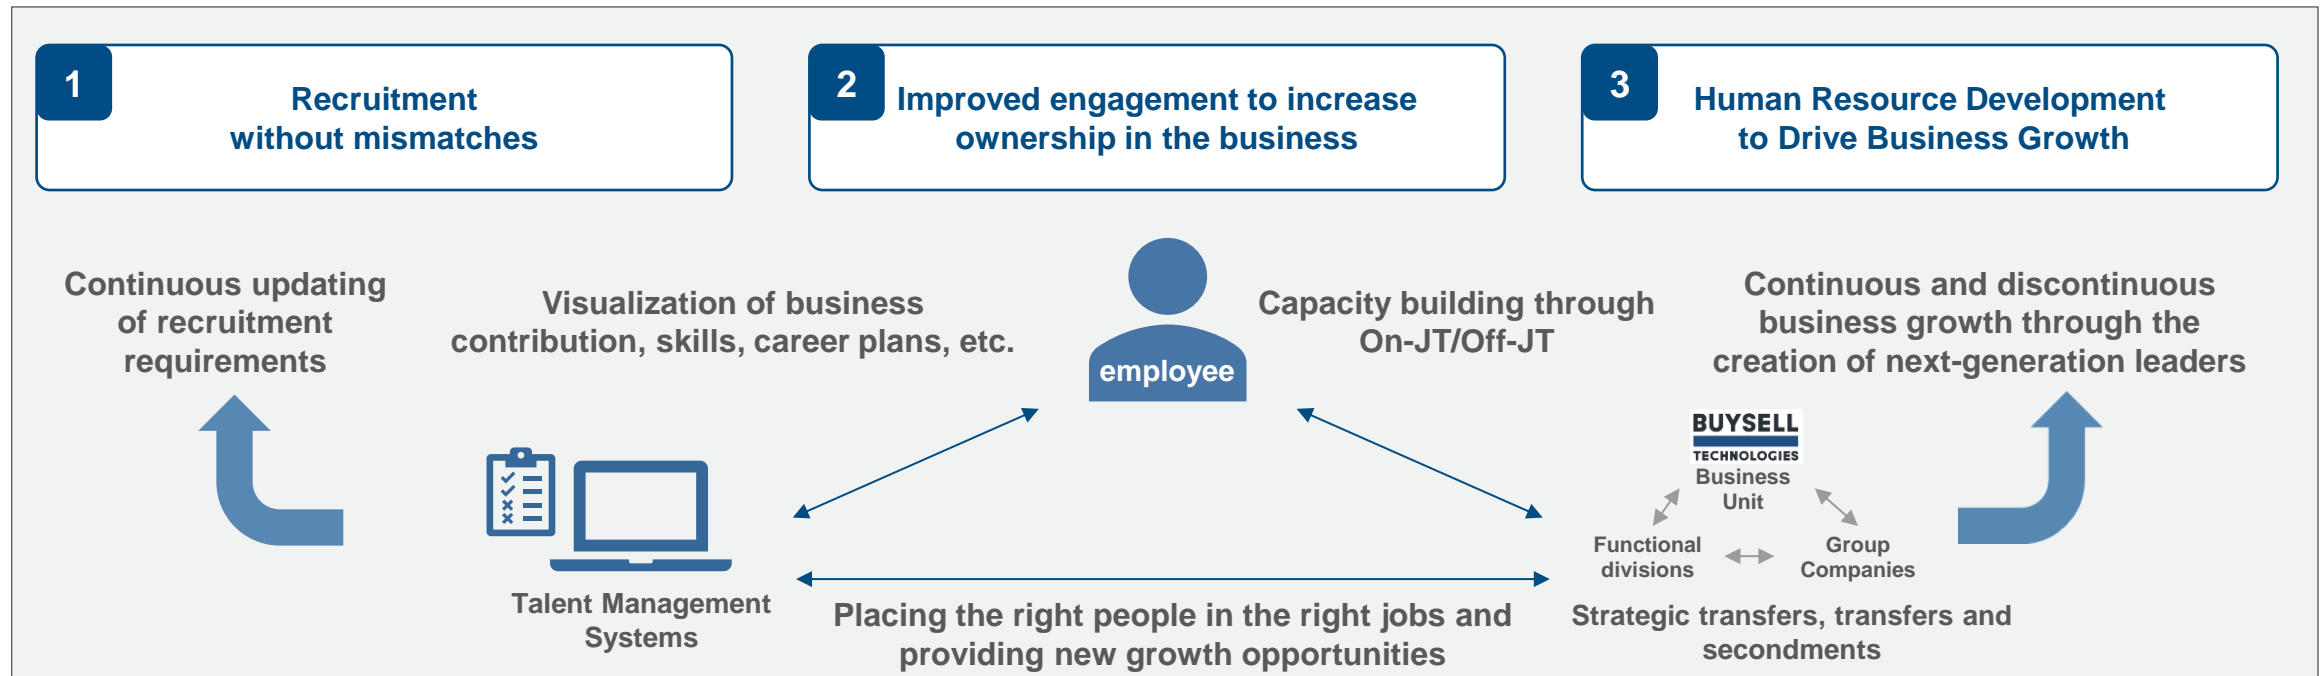 1
Recruitment
without mismatches
2
Improved engagement to increase
ownership in the business
3
Human Resource Development
to Drive Business Growth
Continuous updating
of recruitment
requirements
Visualization of business
contribution, skills, career plans, etc.
employee
Capacity building through
On-JT/Off-JT
Continuous and discontinuous
business growth through the
creation of next-generation leaders
BUYSELL
TECHNOLOGIES
Business
Unit
Functional
divisions
Group
Companies
Talent Management
Systems
Placing the right people in the right jobs and
providing new growth opportunities
Strategic transfers, transfers and
secondments